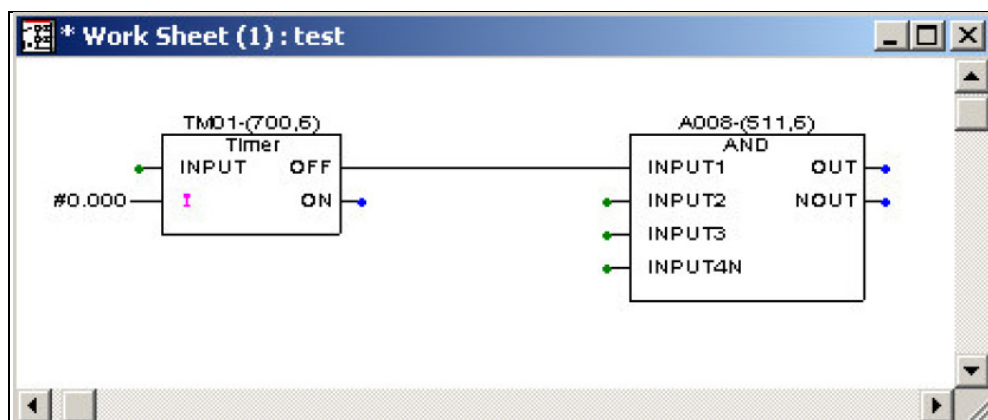 * Work Sheet (1) : test
TM01-(700,6)
Timer
INPUT OFF
#0.000 I ON
A008-(511,6)
AND
INPUT1 OUT
INPUT2 NOUT
INPUT3
INPUT4N